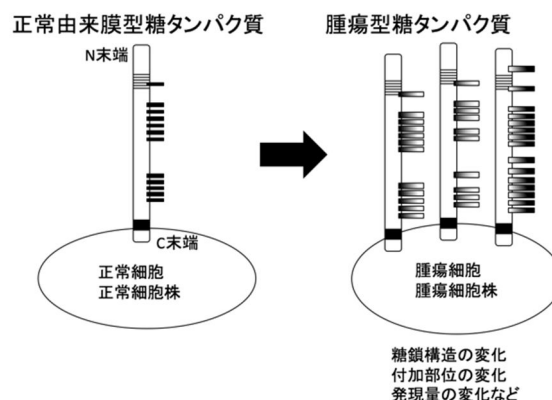 正常由来膜型糖タンパク質
N末端
C末端
正常細胞
正常細胞株
腫瘍型糖タンパク質
腫瘍細胞
腫瘍細胞株
糖鎖構造の変化
付加部位の変化
発現量の変化など